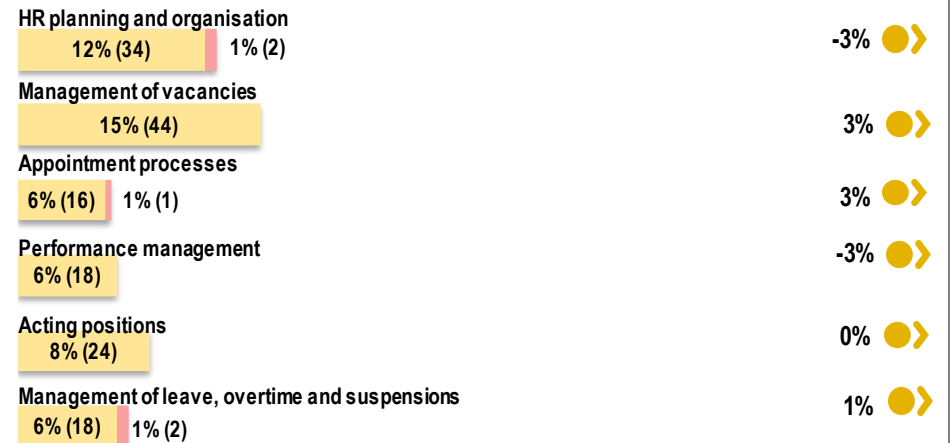 HR planning and organisation
12% (34) 1% (2) -3%
Management of vacancies
15% (44) 3%
Appointment processes
6% (16) 1% (1) 3%
Performance management
6% (18) -3%
Acting positions
8% (24) 0%
Management of leave, overtime and suspensions
6% (18) 1% (2) 1%